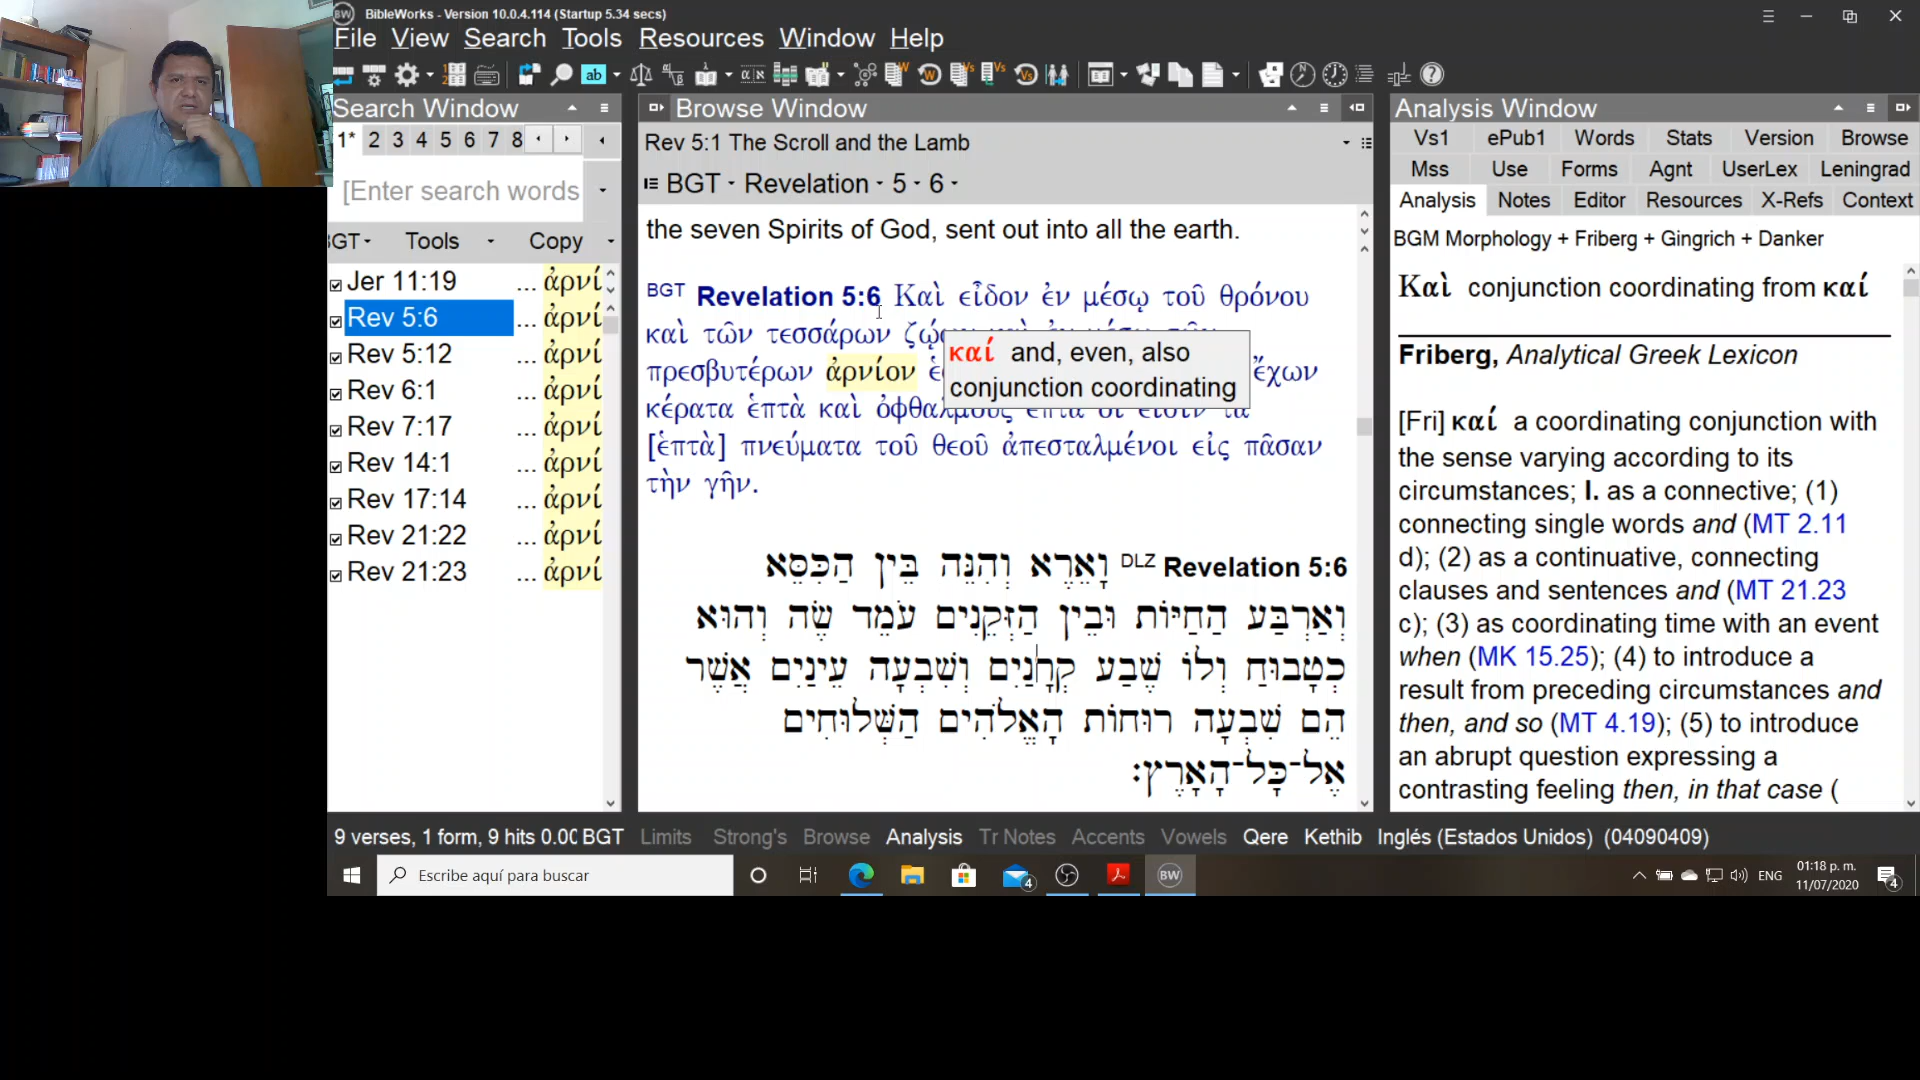 BW BibleWorks - Version 10.0.4.114 (Startup 5.34 secs)
File View Search Tools Resources Window Help
Search Window
1* 2 3 4 5 6 7 8
[Enter search words
Tools Copy
Jer 11:19 ... ἀρνί
Rev 5:6 ... ἀρνί
Rev 5:12 ... ἀρνί
Rev 6:1 ... ἀρνί
Rev 7:17 ... ἀρνί
Rev 14:1 ... ἀρνί
Rev 17:14 ... ἀρνί
Rev 21:22 ... ἀρνί
Rev 21:23 ... ἀρνί
Browse Window
Rev 5:1 The Scroll and the Lamb
BGT Revelation 5 6
the seven Spirits of God, sent out into all the earth.
BGT Revelation 5:6 Καὶ εἶδον ἐν μέσῳ τοῦ θρόνου
καὶ τῶν τεσσάρων
πρεσβυτέρων ἀρνίον ἔχων
κέρατα ἑπτὰ καὶ ὀφθαλμοὺς ἑπτὰ οἵ εἰσιν τὰ
[ἑπτὰ] πνεύματα τοῦ θεοῦ ἀπεσταλμένοι εἰς πᾶσαν
τὴν γῆν.
καί and, even, also
conjunction coordinating
DLZ Revelation 5:6 וָאֵרֶא וְהִנֵּה בֵּין הַכִּסֵּא
וְאַרְבַּע הַחַיּוֹת וּבֵין הַזְּקֵנִים עֹמֵד שֶׂה וְהוּא
כְטָבוּחַ וְלוֹ שֶׁבַע קְרָנַיִם וְשִׁבְעָה עֵינַיִם אֲשֶׁר
הֵם שִׁבְעָה רוּחוֹת הָאֱלֹהִים הַשְּׁלוּחִים
אֶל־כָּל־הָאָרֶץ׃
Analysis Window
Vs1 ePub1 Words Stats Version Browse
Mss Use Forms Agnt UserLex Leningrad
Analysis Notes Editor Resources X-Refs Context
BGM Morphology + Friberg + Gingrich + Danker
Καὶ conjunction coordinating from καί
Friberg, Analytical Greek Lexicon
[Fri] καί a coordinating conjunction with
the sense varying according to its
circumstances; I. as a connective; (1)
connecting single words and (MT 2.11
d); (2) as a continuative, connecting
clauses and sentences and (MT 21.23
c); (3) as coordinating time with an event
when (MK 15.25); (4) to introduce a
result from preceding circumstances and
then, and so (MT 4.19); (5) to introduce
an abrupt question expressing a
contrasting feeling then, in that case (
9 verses, 1 form, 9 hits 0.00 BGT Limits Strong's Browse Analysis Tr Notes Accents Vowels Qere Kethib Inglés (Estados Unidos) (04090409)
Escribe aquí para buscar
4
BW
ENG
01:18 p. m.
11/07/2020
4